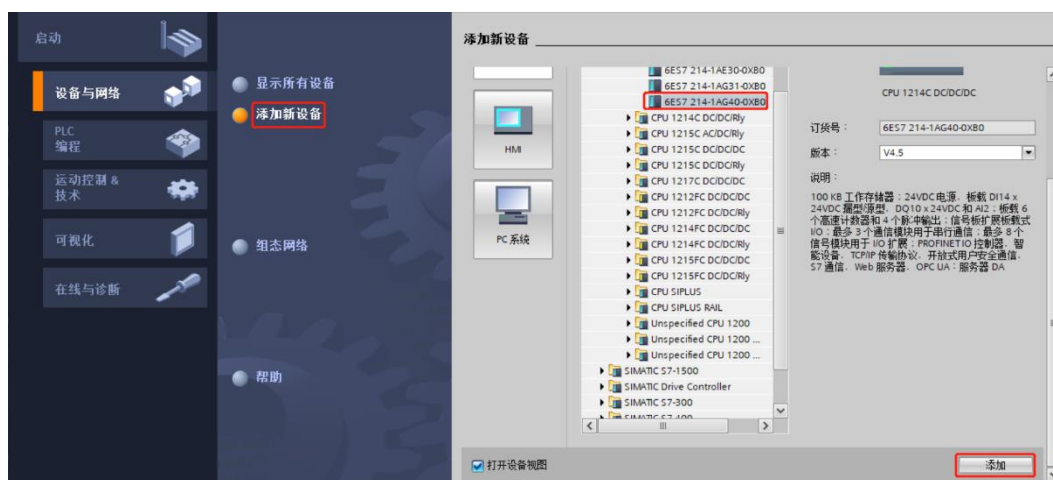 启动
设备与网络
PLC
编程
运动控制 &
技术
可视化
在线与诊断
显示所有设备
添加新设备
组态网络
帮助
添加新设备
HMI
PC 系统
6ES7 214-1AE30-0XB0
6ES7 214-1AG31-0XB0
6ES7 214-1AG40-0XB0
CPU 1214C DC/DC/Rly
CPU 1215C AC/DC/Rly
CPU 1215C DC/DC/DC
CPU 1215C DC/DC/Rly
CPU 1217C DC/DC/DC
CPU 1212FC DC/DC/DC
CPU 1212FC DC/DC/Rly
CPU 1214FC DC/DC/DC
CPU 1214FC DC/DC/Rly
CPU 1215FC DC/DC/DC
CPU 1215FC DC/DC/Rly
CPU SIPLUS
CPU SIPLUS RAIL
Unspecified CPU 1200
Unspecified CPU 1200 ...
Unspecified CPU 1200 ...
SIMATIC S7-1500
SIMATIC Drive Controller
SIMATIC S7-300
SIMATIC S7-400
CPU 1214C DC/DC/DC
订货号：
6ES7 214-1AG40-0XB0
版本：
V4.5
说明：
100 KB 工作存储器；24VDC 电源，板载 DI14 x
24VDC 漏型/源型，DQ10 x 24VDC 和 AI2；板载 6
个高速计数器和 4 个脉冲输出；信号板扩展板载式
I/O；最多 3 个通信模块用于串行通信；最多 8 个
信号模块用于 I/O 扩展；PROFINET IO 控制器，智
能设备，TCP/IP 传输协议，开放式用户安全通信，
S7 通信，Web 服务器，OPC UA：服务器 DA
打开设备视图
添加